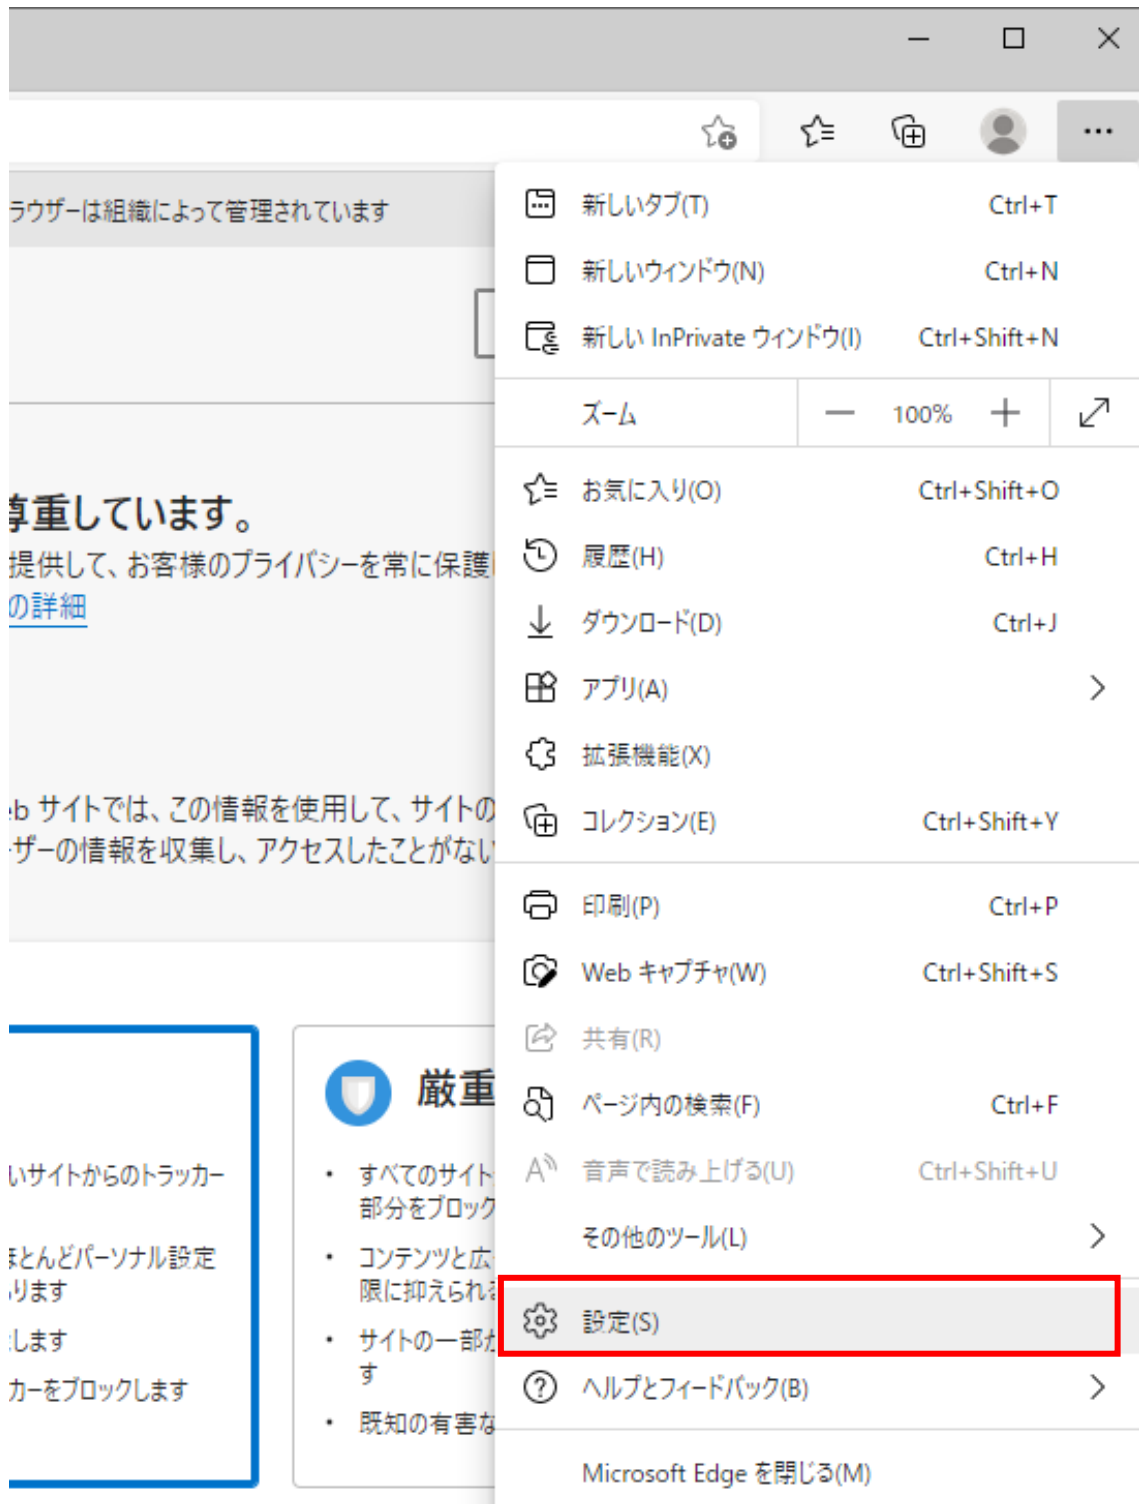 ラウザーは組織によって管理されています
尊重しています。
提供して、お客様のプライバシーを常に保護
の詳細
eb サイトでは、この情報を使用して、サイトの
ーザーの情報を収集し、アクセスしたことがない
いサイトからのトラッカー
ほとんどパーソナル設定
ります
します
カーをブロックします
厳重
• すべてのサイト
部分をブロック
• コンテンツと広
限に抑えられ
• サイトの一部が
す
• 既知の有害な
新しいタブ(T) Ctrl+T
新しいウィンドウ(N) Ctrl+N
新しい InPrivate ウィンドウ(I) Ctrl+Shift+N
ズーム — 100% +
お気に入り(O) Ctrl+Shift+O
履歴(H) Ctrl+H
ダウンロード(D) Ctrl+J
アプリ(A)
拡張機能(X)
コレクション(E) Ctrl+Shift+Y
印刷(P) Ctrl+P
Web キャプチャ(W) Ctrl+Shift+S
共有(R)
ページ内の検索(F) Ctrl+F
音声で読み上げる(U) Ctrl+Shift+U
その他のツール(L)
設定(S)
ヘルプとフィードバック(B)
Microsoft Edge を閉じる(M)